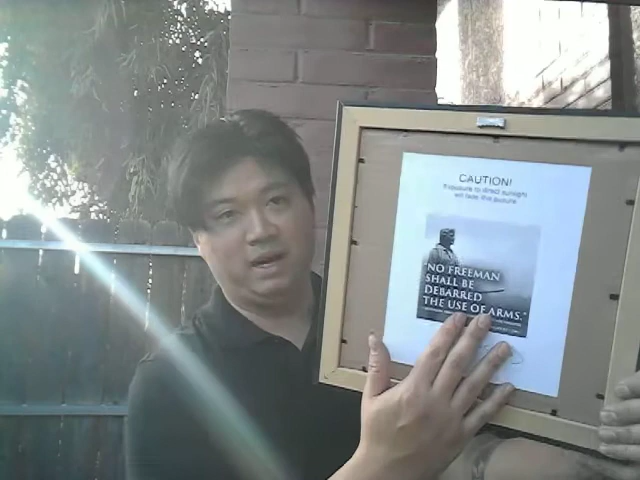 CAUTION!
Exposure to direct sunlight
will fade this picture
"NO FREEMAN
SHALL BE
DEBARRED
THE USE OF ARMS."